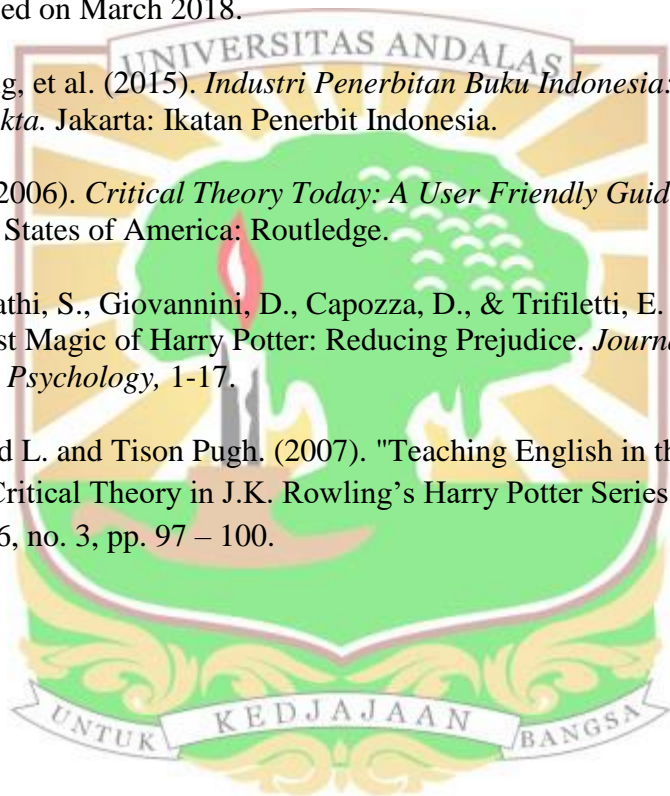 ed on March 2018.
UNIVERSITAS ANDALAS
g, et al. (2015). Industri Penerbitan Buku Indonesia:
kta. Jakarta: Ikatan Penerbit Indonesia.
2006). Critical Theory Today: A User Friendly Guid
States of America: Routledge.
athi, S., Giovannini, D., Capozza, D., & Trifiletti, E.
st Magic of Harry Potter: Reducing Prejudice. Journa
Psychology, 1-17.
d L. and Tison Pugh. (2007). "Teaching English in th
Critical Theory in J.K. Rowling’s Harry Potter Series
6, no. 3, pp. 97 – 100.
UNTUK KEDJAJAAN BANGSA